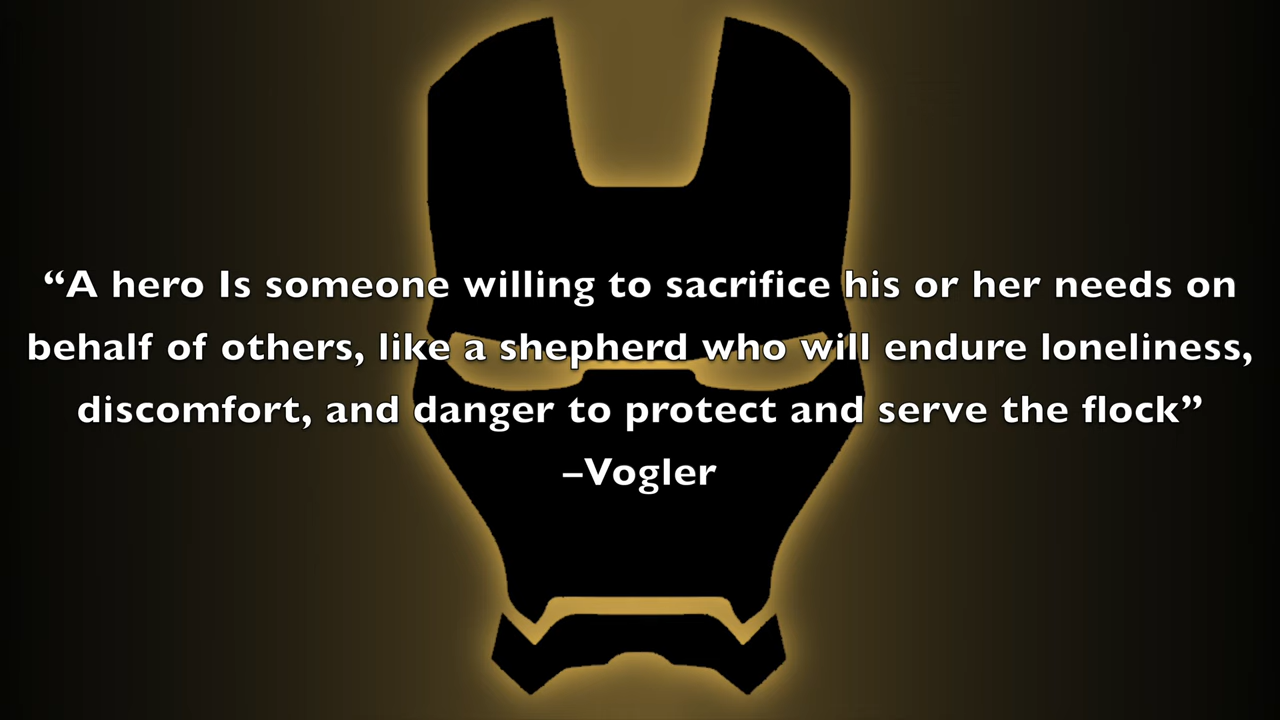 “A hero Is someone willing to sacrifice his or her needs on
behalf of others, like a shepherd who will endure loneliness,
discomfort, and danger to protect and serve the flock”
–Vogler